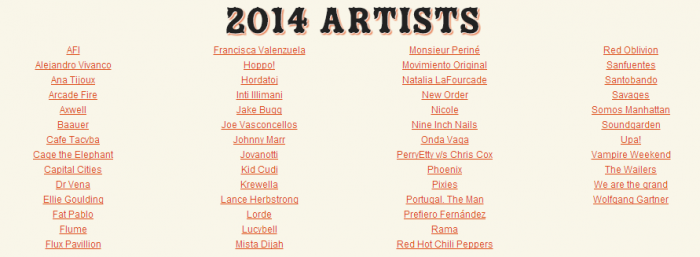 2014 ARTISTS
AFI
Alejandro Vivanco
Ana Tijoux
Arcade Fire
Axwell
Baauer
Cafe Tacvba
Cage the Elephant
Capital Cities
Dr Vena
Ellie Goulding
Fat Pablo
Flume
Flux Pavillion
Francisca Valenzuela
Hoppo!
Hordatoj
Inti Illimani
Jake Bugg
Joe Vasconcellos
Johnny Marr
Jovanotti
Kid Cudi
Krewella
Lance Herbstrong
Lorde
Lucybell
Mista Dijah
Monsieur Periné
Movimiento Original
Natalia LaFourcade
New Order
Nicole
Nine Inch Nails
Onda Vaga
PerryEtty v/s Chris Cox
Phoenix
Pixies
Portugal. The Man
Prefiero Fernández
Rama
Red Hot Chili Peppers
Red Oblivion
Sanfuentes
Santobando
Savages
Somos Manhattan
Soundgarden
Upa!
Vampire Weekend
The Wailers
We are the grand
Wolfgang Gartner